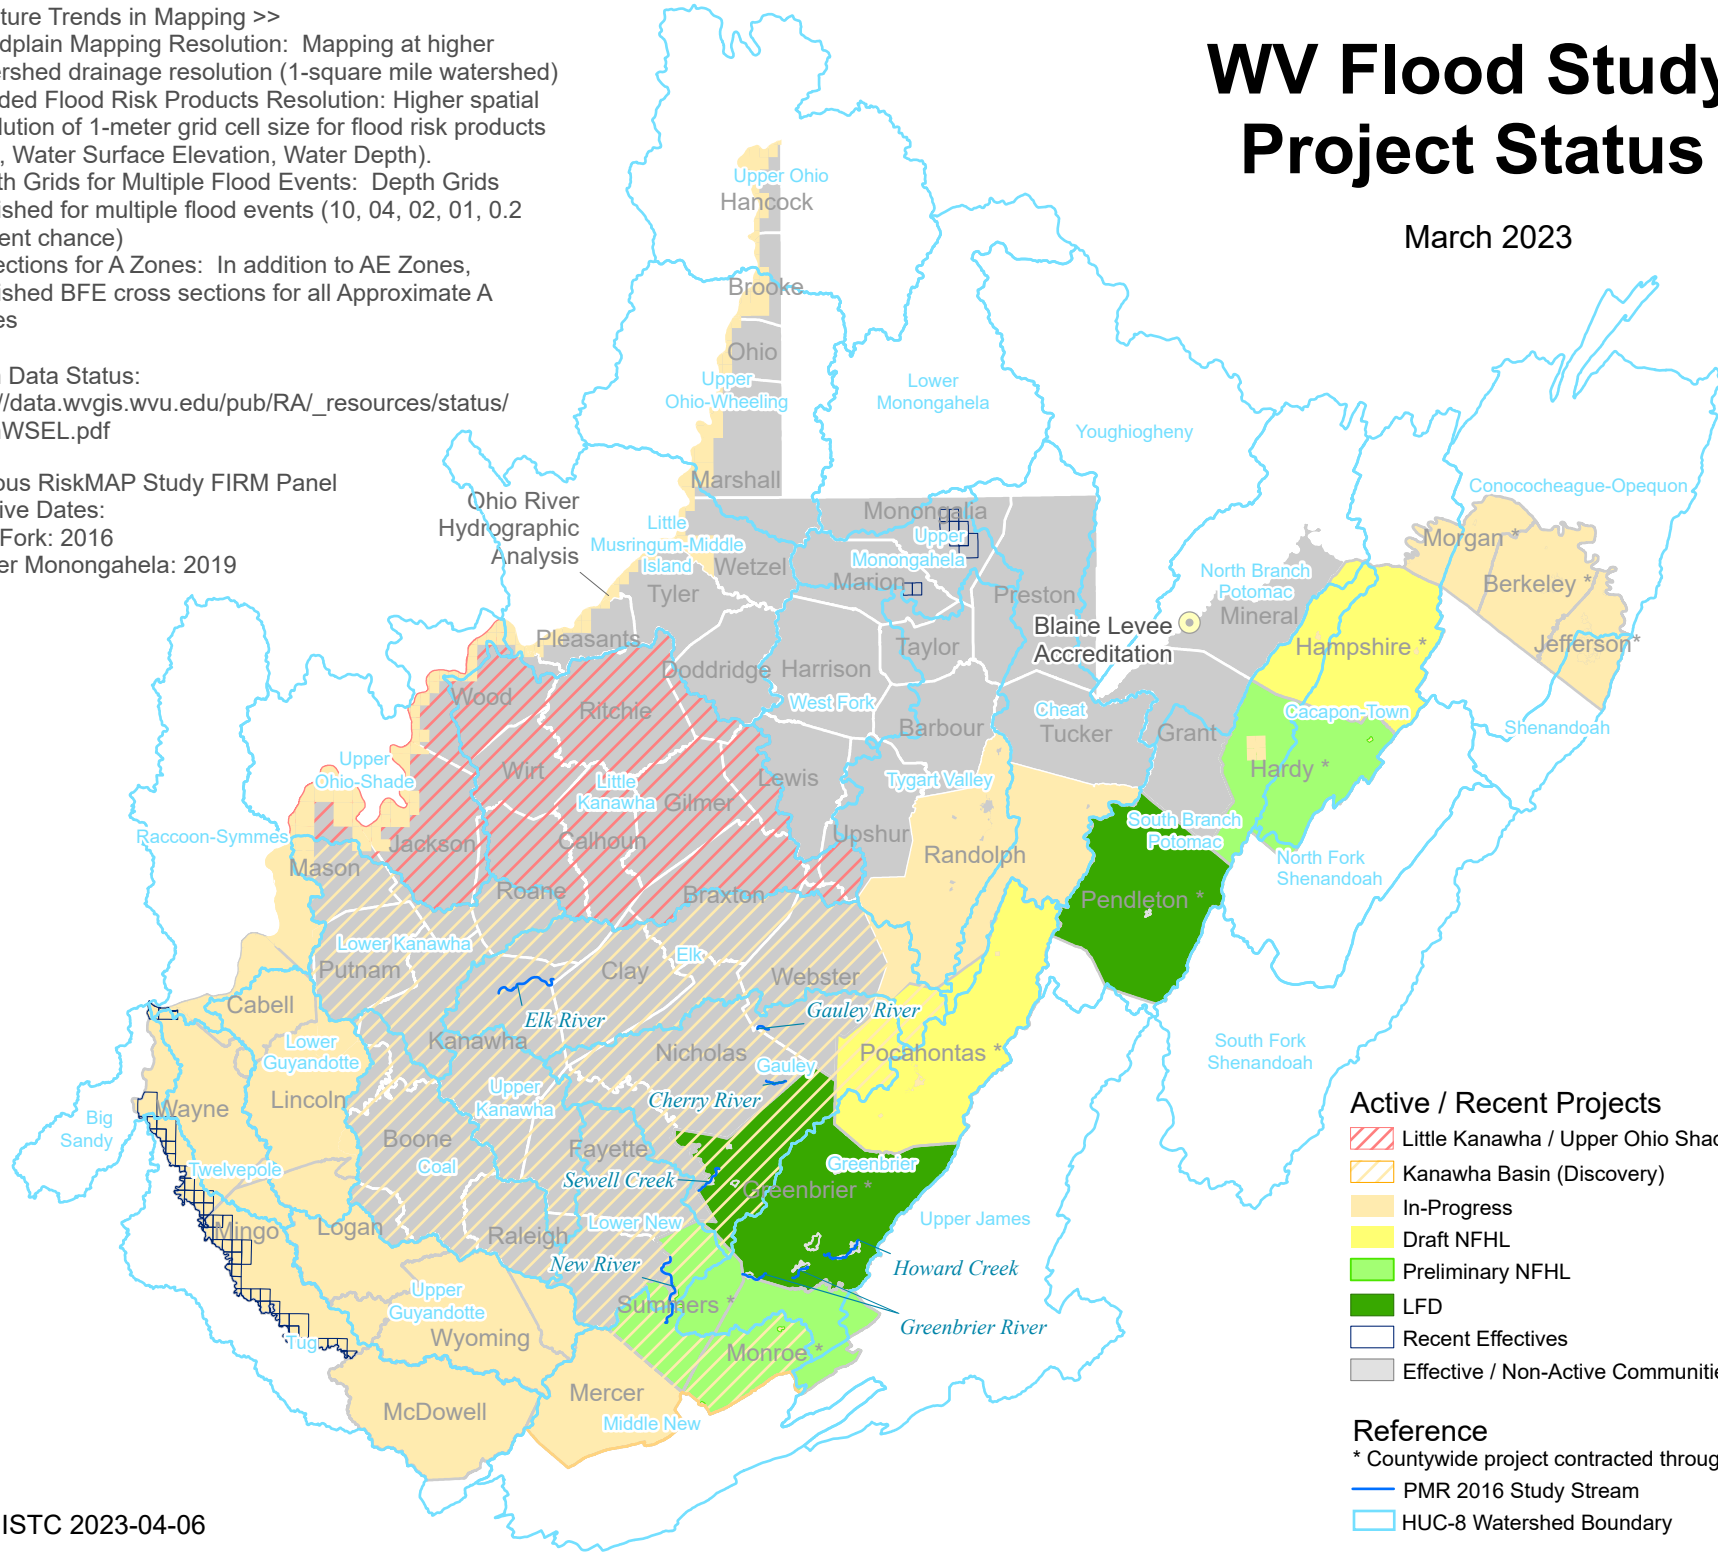 ture Trends in Mapping >>
dplain Mapping Resolution: Mapping at higher
rshed drainage resolution (1-square mile watershed)
ded Flood Risk Products Resolution: Higher spatial
lution of 1-meter grid cell size for flood risk products
, Water Surface Elevation, Water Depth).
th Grids for Multiple Flood Events: Depth Grids
ished for multiple flood events (10, 04, 02, 01, 0.2
ent chance)
ections for A Zones: In addition to AE Zones,
ished BFE cross sections for all Approximate A
es
Data Status:
//data.wvgis.wvu.edu/pub/RA/_resources/status/
WSEL.pdf
ous RiskMAP Study FIRM Panel
ive Dates:
Fork: 2016
er Monongahela: 2019
WV Flood Study
Project Status
March 2023
Upper Ohio
Hancock
Brooke
Ohio
Upper
Ohio-Wheeling
Lower
Monongahela
Youghiogheny
Marshall
Conococheague-Opequon
Ohio River
Hydrographic
Analysis
Little
Musringum-Middle
Island
Monongalia
Upper
Monongahela
Morgan *
Wetzel
Marion
North Branch
Potomac
Berkeley *
Tyler
Preston
Mineral
Blaine Levee
Accreditation
Pleasants
Taylor
Hampshire *
Jefferson*
Doddridge
Harrison
Wood
Ritchie
West Fork
Cheat
Cacapon-Town
Barbour
Tucker
Grant
Shenandoah
Upper
Ohio-Shade
Wirt
Little
Kanawha
Lewis
Tygart Valley
Hardy *
Gilmer
Raccoon-Symmes
Jackson
Calhoun
Upshur
South Branch
Potomac
Mason
Randolph
North Fork
Shenandoah
Roane
Braxton
Pendleton *
Lower Kanawha
Putnam
Elk
Clay
Webster
Cabell
Elk River
Gauley River
Lower
Guyandotte
Kanawha
Nicholas
Pocahontas *
South Fork
Shenandoah
Gauley
Upper
Kanawha
Cherry River
Lincoln
Wayne
Big
Sandy
Boone
Fayette
Coal
Twelvepole
Sewell Creek
Greenbrier
Greenbrier *
Mingo
Logan
Raleigh
Lower New
Upper James
New River
Howard Creek
Upper
Guyandotte
Summers *
Greenbrier River
Tug
Wyoming
Monroe *
Mercer
McDowell
Middle New
Active / Recent Projects
Little Kanawha / Upper Ohio Shad
Kanawha Basin (Discovery)
In-Progress
Draft NFHL
Preliminary NFHL
LFD
Recent Effectives
Effective / Non-Active Communitie
Reference
* Countywide project contracted throug
PMR 2016 Study Stream
HUC-8 Watershed Boundary
ISTC 2023-04-06